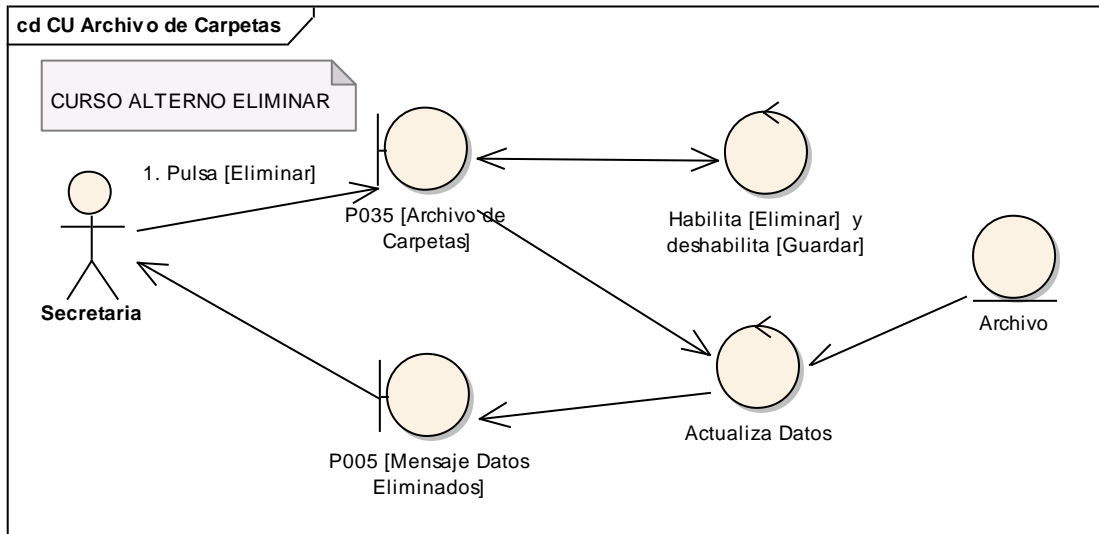 cd CU Archivo de Carpetas
CURSO ALTERNO ELIMINAR
1. Pulsa [Eliminar]
P035 [Archivo de
Carpetas]
Habilita [Eliminar] y
deshabilita [Guardar]
Secretaria
Archivo
Actualiza Datos
P005 [Mensaje Datos
Eliminados]